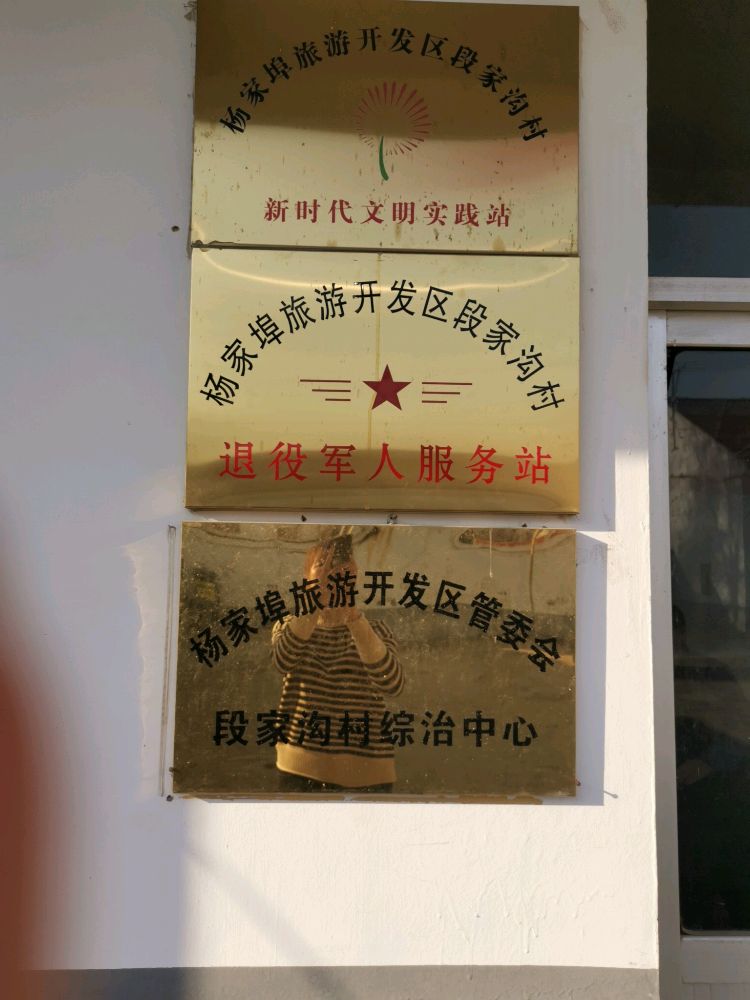 杨家埠旅游开发区段家沟村
新时代文明实践站
杨家埠旅游开发区段家沟村
退役军人服务站
杨家埠旅游开发区管委会
段家沟村综治中心